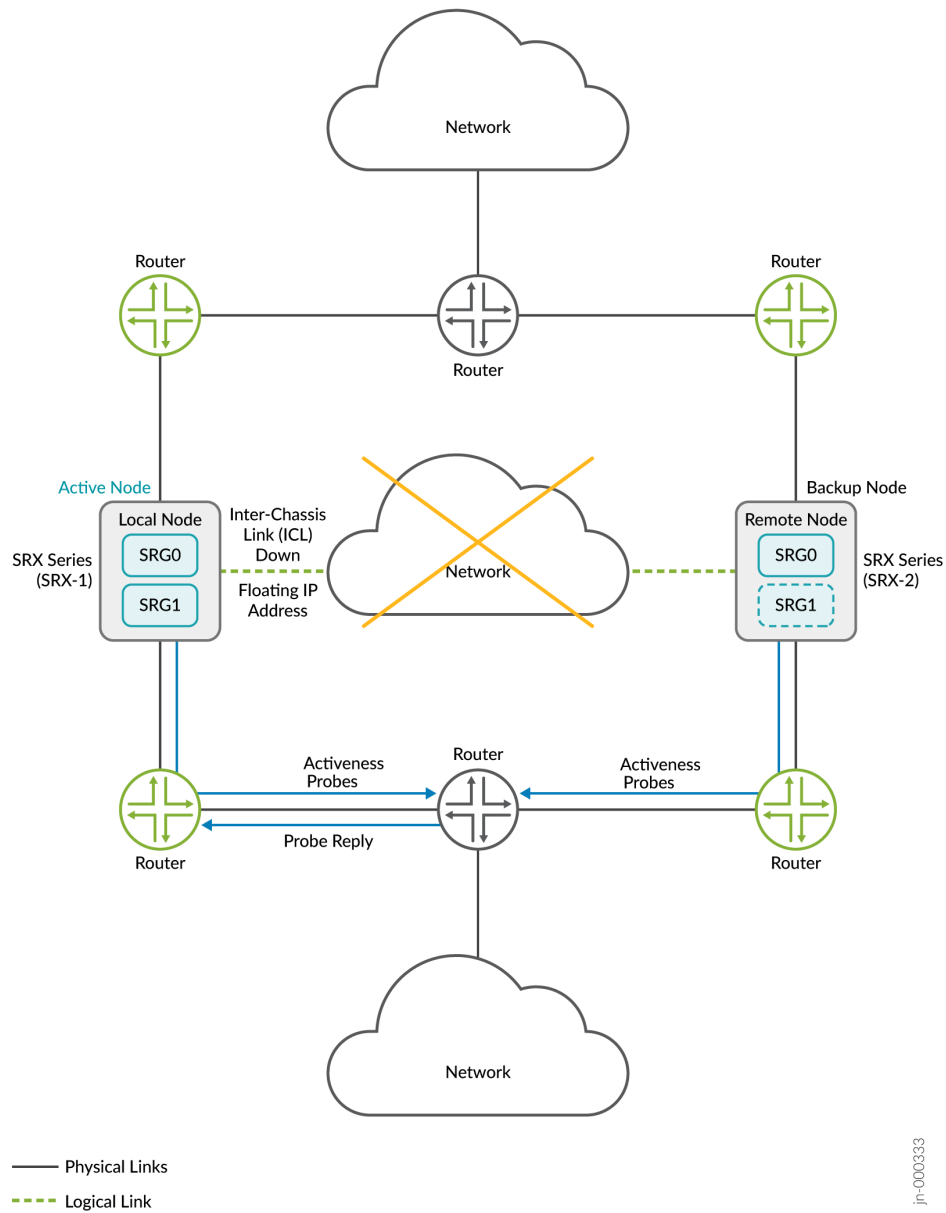 Network
Router
Router
Router
Active Node
Backup Node
Local Node
SRG0
SRG1
SRX Series
(SRX-1)
Inter-Chassis
Link (ICL)
Down
Floating IP
Address
Network
Remote Node
SRG0
SRG1
SRX Series
(SRX-2)
Activeness
Probes
Router
Activeness
Probes
Probe Reply
Router
Router
Network
Physical Links
Logical Link
jn-000333